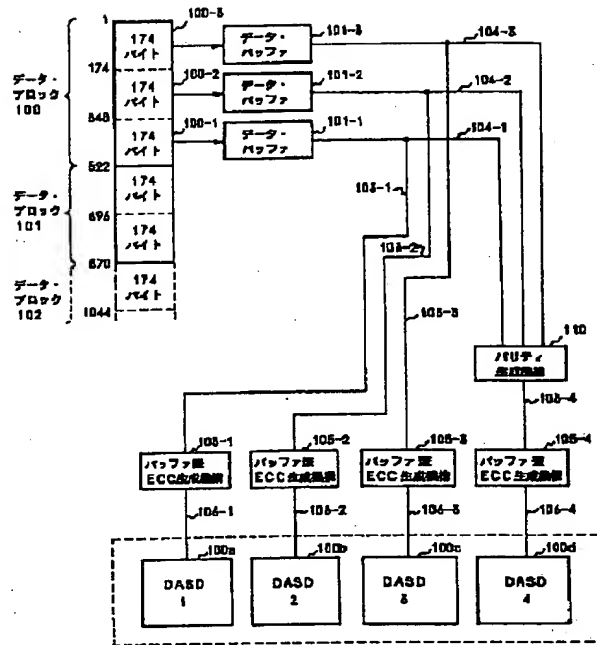 1
100-3
174
バイト
データ・
バッファ
101-3
104-3
174
データ・
ブロック
100
174
バイト
100-2
データ・
バッファ
101-2
104-2
348
174
バイト
100-1
データ・
バッファ
101-1
104-1
522
174
バイト
103-1
データ・
ブロック
101
696
103-2
174
バイト
870
データ・
ブロック
102
174
バイト
103-3
1044
110
パリティ
生成機構
103-4
105-1
105-2
105-3
105-4
バッファ
ECC生成機構
バッファ
ECC生成機構
バッファ
ECC生成機構
バッファ
ECC生成機構
106-1
106-2
106-3
106-4
100a
100b
100c
100d
DASD
1
DASD
2
DASD
3
DASD
4